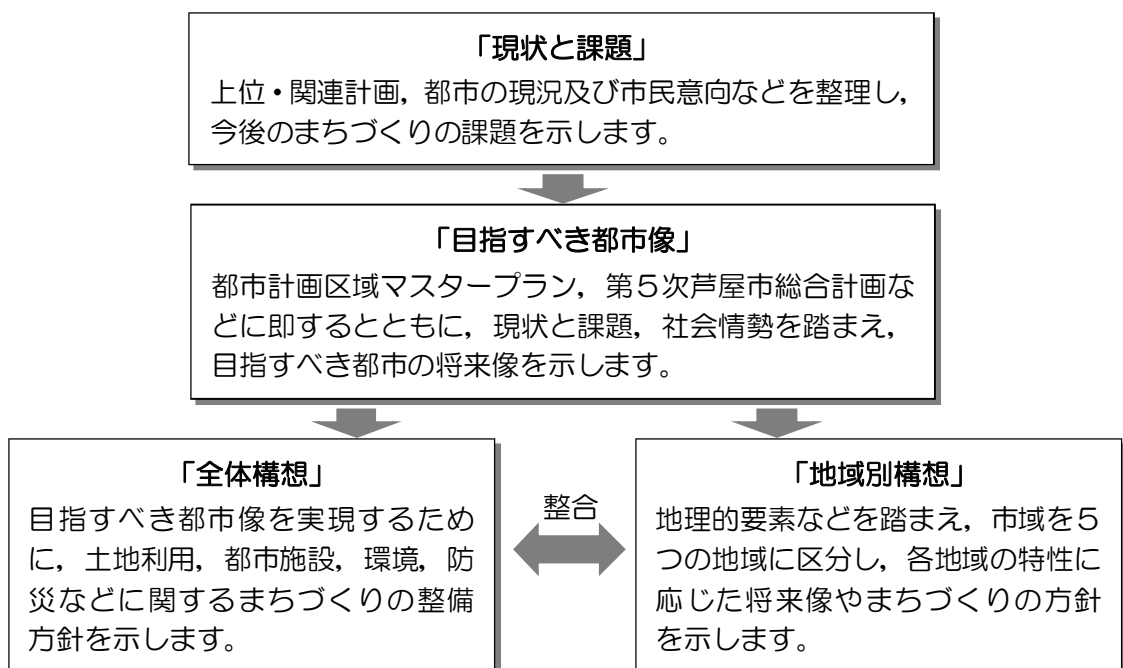 「現状と課題」
上位・関連計画，都市の現況及び市民意向などを整理し，
今後のまちづくりの課題を示します。
「目指すべき都市像」
都市計画区域マスタープラン，第５次芦屋市総合計画な
どに即するとともに，現状と課題，社会情勢を踏まえ，
目指すべき都市の将来像を示します。
「全体構想」
目指すべき都市像を実現するため
に，土地利用，都市施設，環境，防
災などに関するまちづくりの整備
方針を示します。
整合
「地域別構想」
地理的要素などを踏まえ，市域を５
つの地域に区分し，各地域の特性に
応じた将来像やまちづくりの方針
を示します。